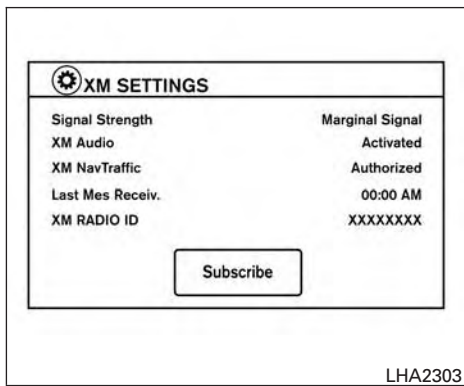 XM SETTINGS
Signal Strength Marginal Signal
XM Audio Activated
XM NavTraffic Authorized
Last Mes Receiv. 00:00 AM
XM RADIO ID XXXXXXXX
Subscribe
LHA2303